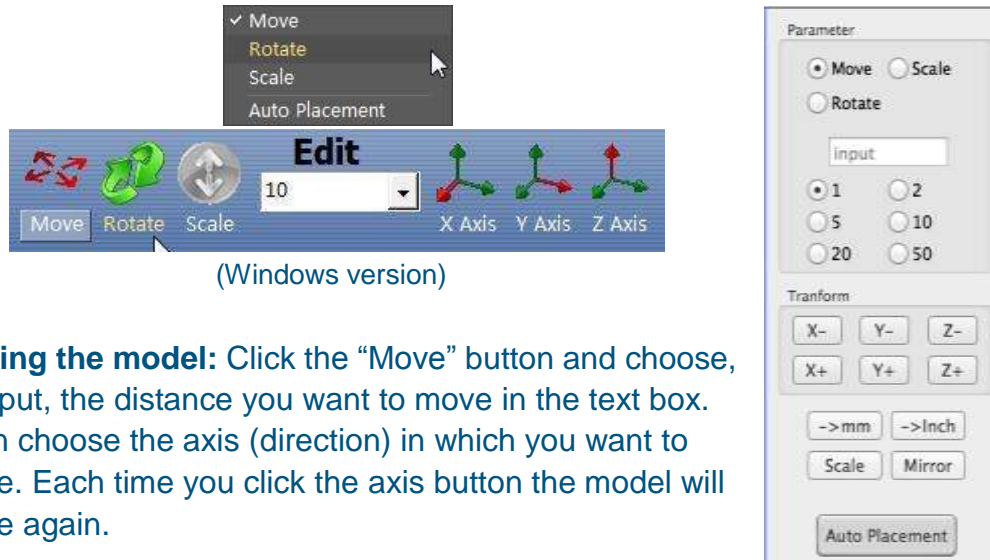 Move
Rotate
Scale
Auto Placement
Edit
10
Move Rotate Scale X Axis Y Axis Z Axis
(Windows version)
ing the model: Click the “Move” button and choose,
put, the distance you want to move in the text box.
choose the axis (direction) in which you want to
Each time you click the axis button the model will
again.
Parameter
Move Scale
Rotate
input
1 2
5 10
20 50
Tranform
X- Y- Z-
X+ Y+ Z+
->mm ->Inch
Scale Mirror
Auto Placement